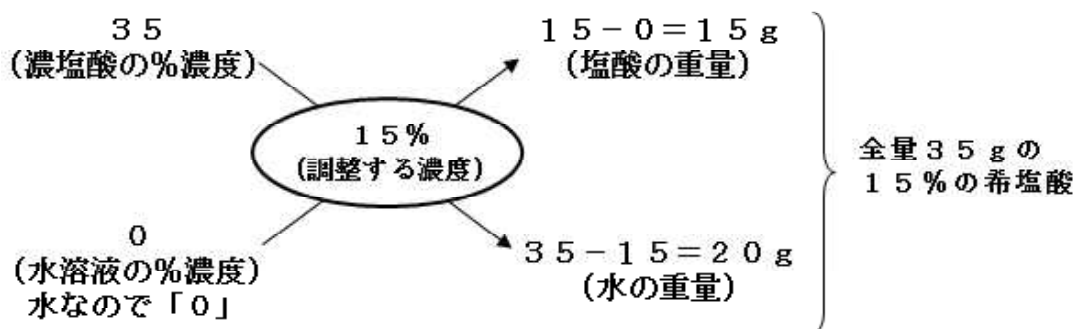 ３５
（濃塩酸の％濃度）
１５－０＝１５ｇ
（塩酸の重量）
１５％
（調整する濃度）
全量３５ｇの
１５％の希塩酸
０
（水溶液の％濃度）
水なので「０」
３５－１５＝２０ｇ
（水の重量）